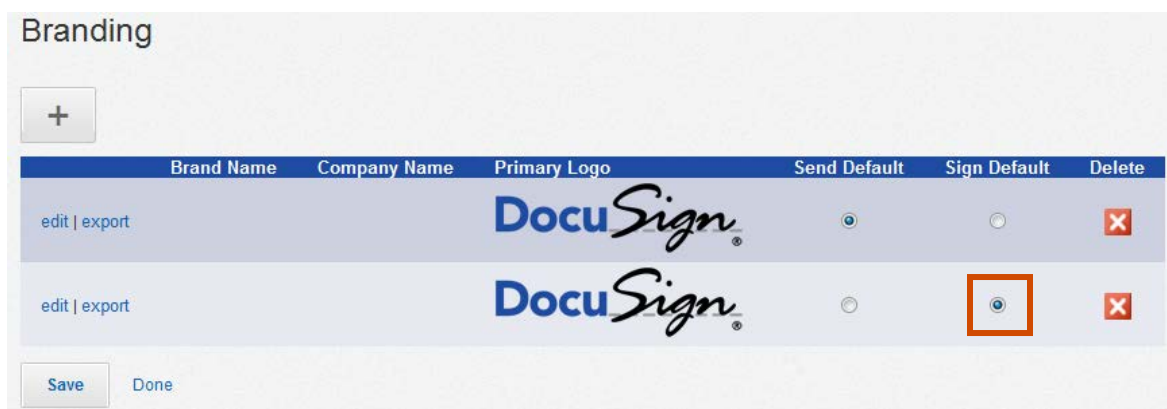 Branding
+
Brand Name Company Name Primary Logo Send Default Sign Default Delete
edit | export DocuSign®
edit | export DocuSign®
Save Done